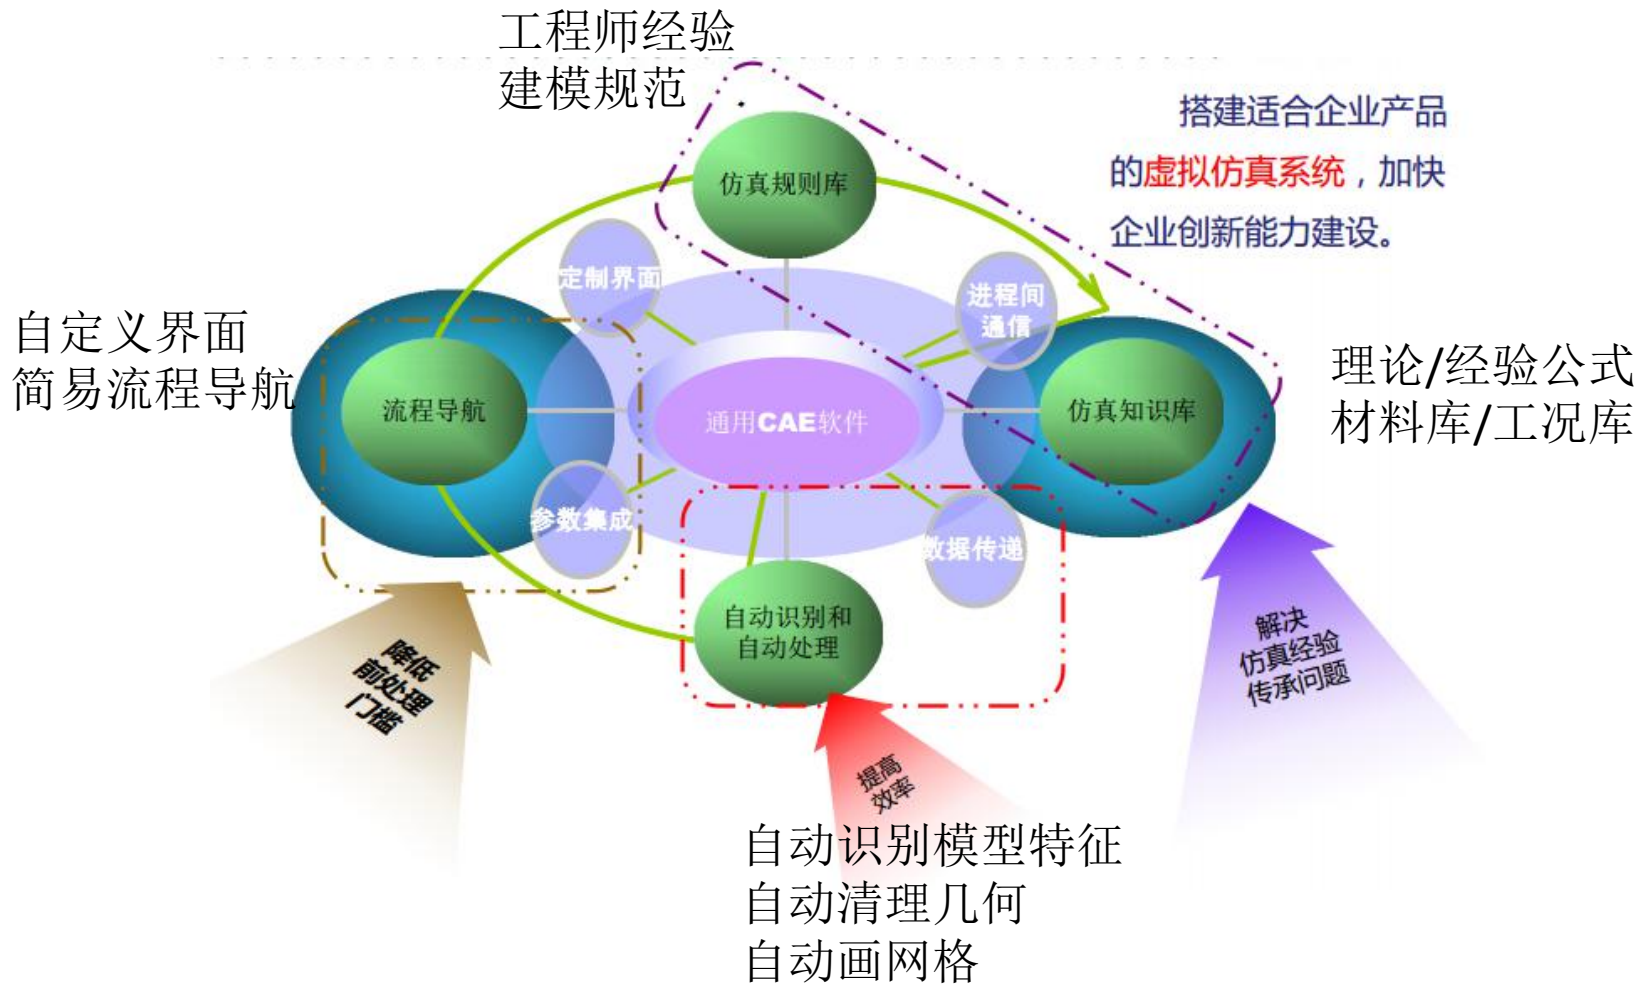 工程师经验
建模规范
搭建适合企业产品
的虚拟仿真系统，加快
企业创新能力建设。
仿真规则库
定制界面
进程间
通信
自定义界面
简易流程导航
流程导航
通用CAE软件
仿真知识库
理论/经验公式
材料库/工况库
参数集成
数据传递
自动识别和
自动处理
降低
前处理
门槛
解决
仿真经验
传承问题
提高
效率
自动识别模型特征
自动清理几何
自动画网格